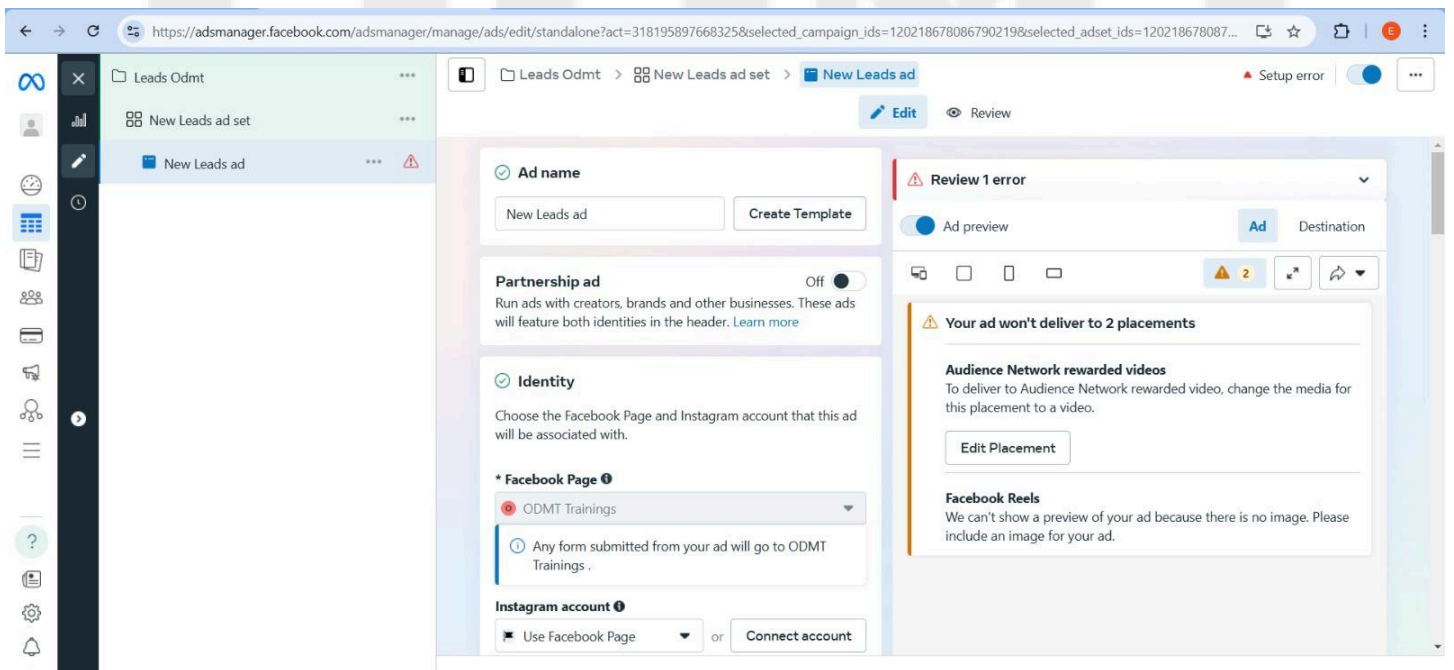 https://adsmanager.facebook.com/adsmanager/manage/ads/edit/standalone?act=318195897668325&selected_campaign_ids=120218678086790219&selected_adset_ids=120218678087...
E
Leads Odmt
New Leads ad set
New Leads ad
Leads Odmt > New Leads ad set > New Leads ad
Setup error
Edit
Review
Ad name
New Leads ad
Create Template
Partnership ad
Off
Run ads with creators, brands and other businesses. These ads
will feature both identities in the header. Learn more
Identity
Choose the Facebook Page and Instagram account that this ad
will be associated with.
* Facebook Page
ODMT Trainings
Any form submitted from your ad will go to ODMT
Trainings .
Instagram account
Use Facebook Page
or
Connect account
Review 1 error
Ad preview
Ad
Destination
2
Your ad won't deliver to 2 placements
Audience Network rewarded videos
To deliver to Audience Network rewarded video, change the media for
this placement to a video.
Edit Placement
Facebook Reels
We can't show a preview of your ad because there is no image. Please
include an image for your ad.